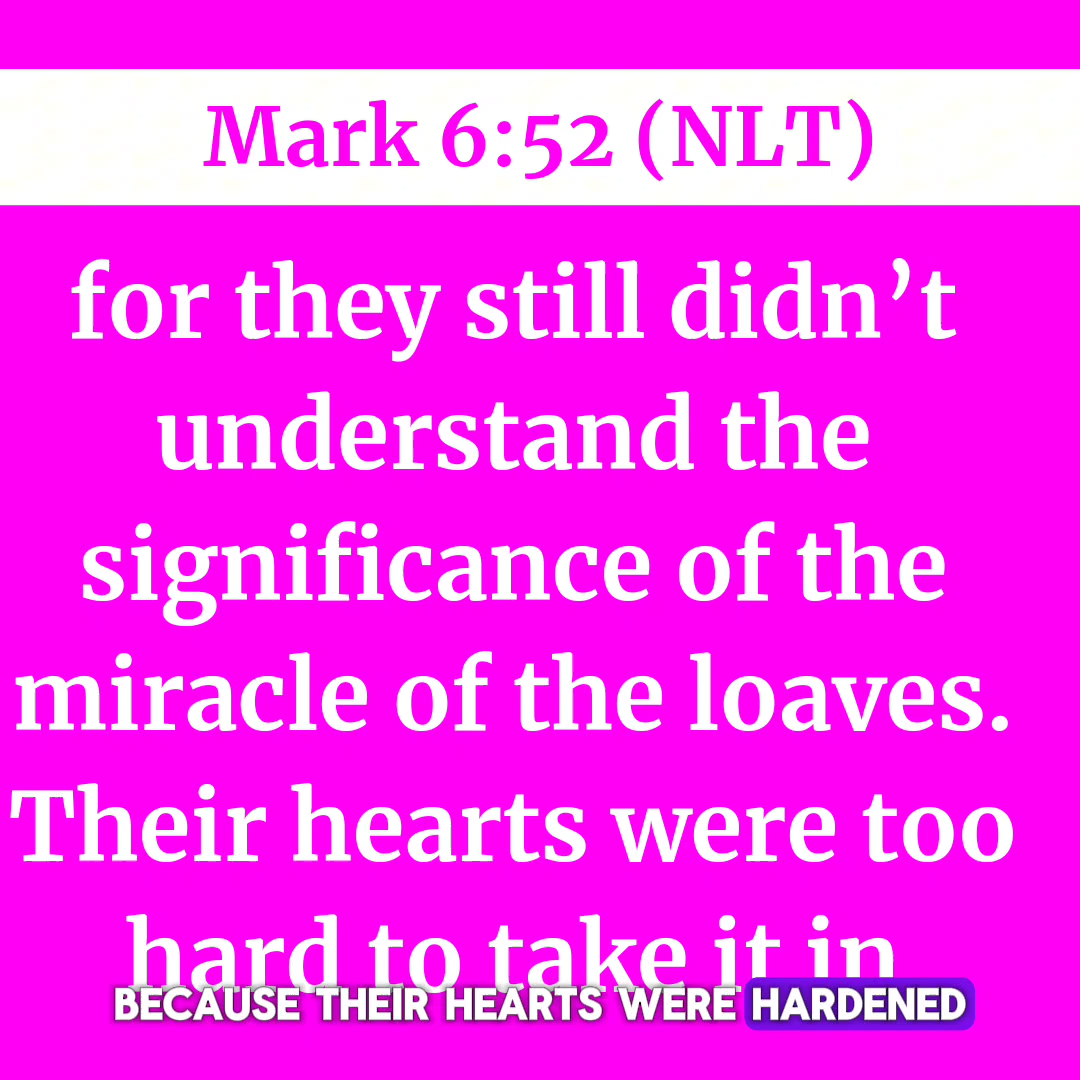 Mark 6:52 (NLT)
for they still didn’t
understand the
significance of the
miracle of the loaves.
Their hearts were too
hard to take it in
BECAUSE THEIR HEARTS WERE HARDENED